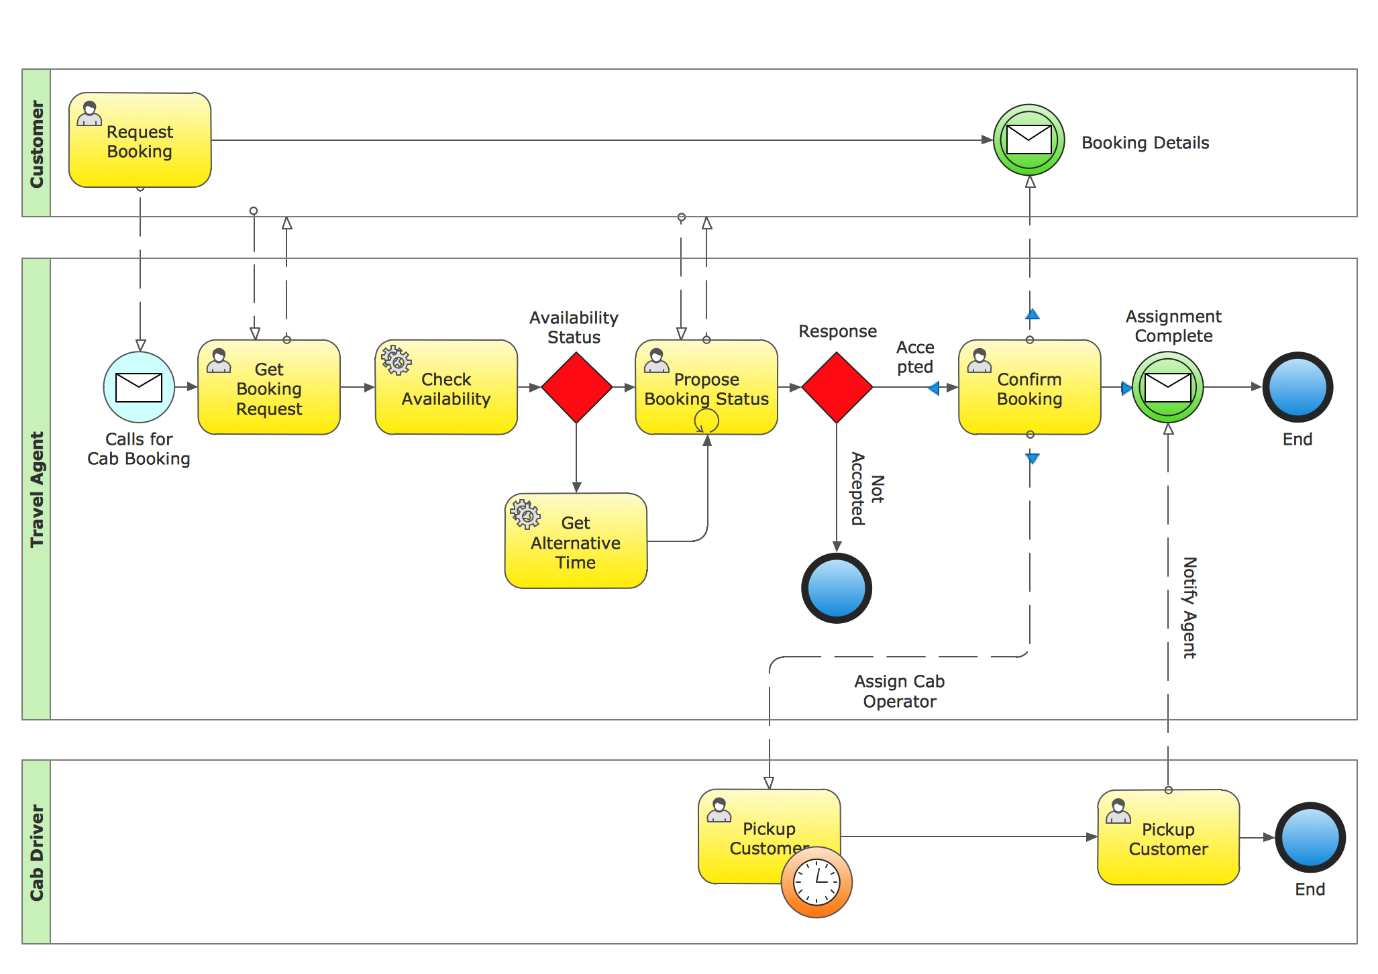 Customer
Request
Booking
Booking Details
Travel Agent
Calls for
Cab Booking
Get
Booking
Request
Check
Availability
Availability
Status
Get
Alternative
Time
Propose
Booking Status
Response
Acce
pted
Not
Accepted
Confirm
Booking
Assignment
Complete
End
Assign Cab
Operator
Notify Agent
Cab Driver
Pickup
Customer
Pickup
Customer
End